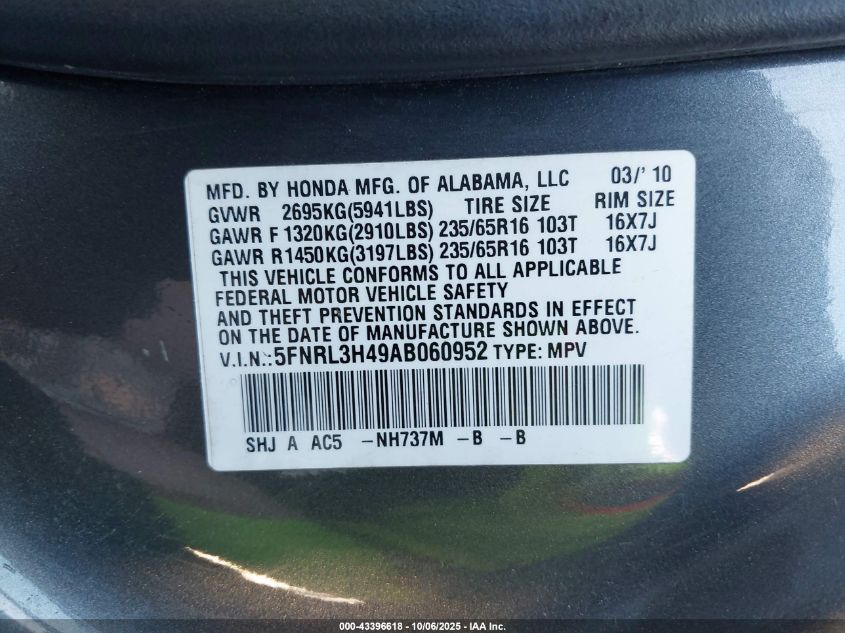 MFD. BY HONDA MFG. OF ALABAMA, LLC 03/' 10
GVWR 2695KG(5941LBS) TIRE SIZE RIM SIZE
GAWR F 1320KG(2910LBS) 235/65R16 103T 16X7J
GAWR R1450KG(3197LBS) 235/65R16 103T 16X7J
THIS VEHICLE CONFORMS TO ALL APPLICABLE
FEDERAL MOTOR VEHICLE SAFETY
AND THEFT PREVENTION STANDARDS IN EFFECT
ON THE DATE OF MANUFACTURE SHOWN ABOVE.
V.I.N.:5FNRL3H49AB060952 TYPE: MPV
SHJ A AC5 -NH737M -B -B
000-43396618 - 10/06/2025 - IAA Inc.